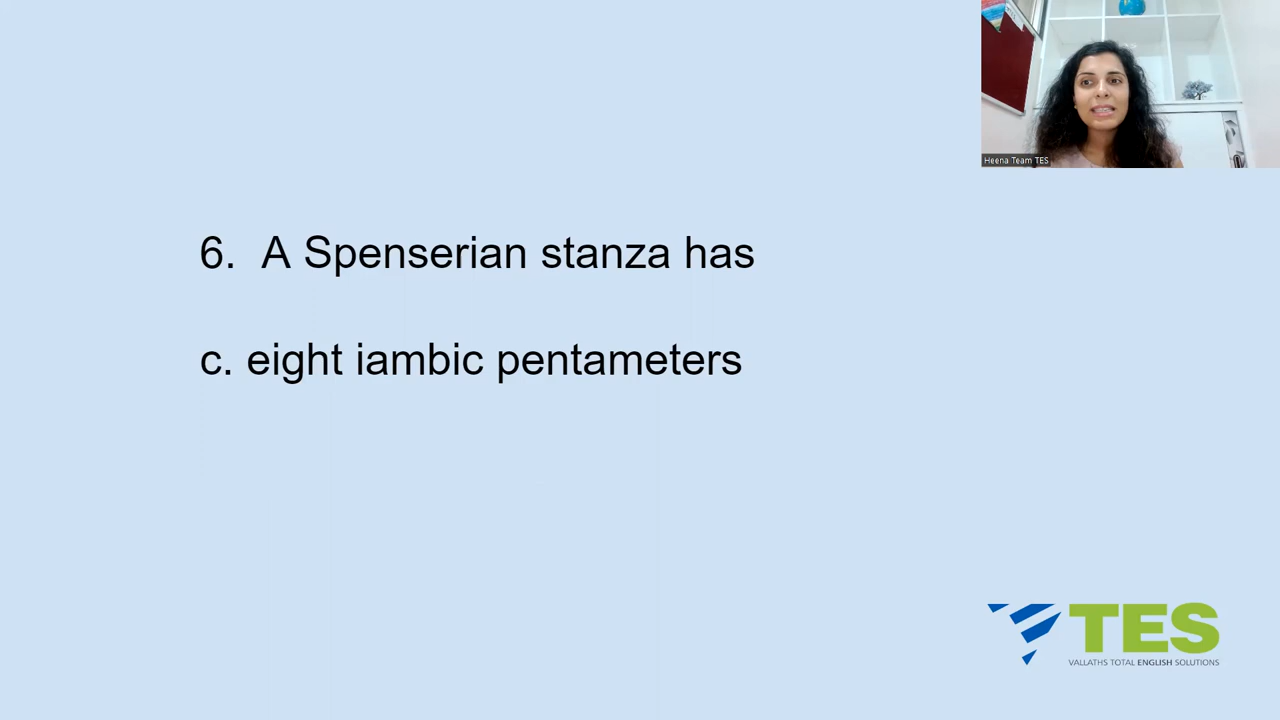 Heena Team TES
6. A Spenserian stanza has
c. eight iambic pentameters
TES
VALLATHS TOTAL ENGLISH SOLUTIONS